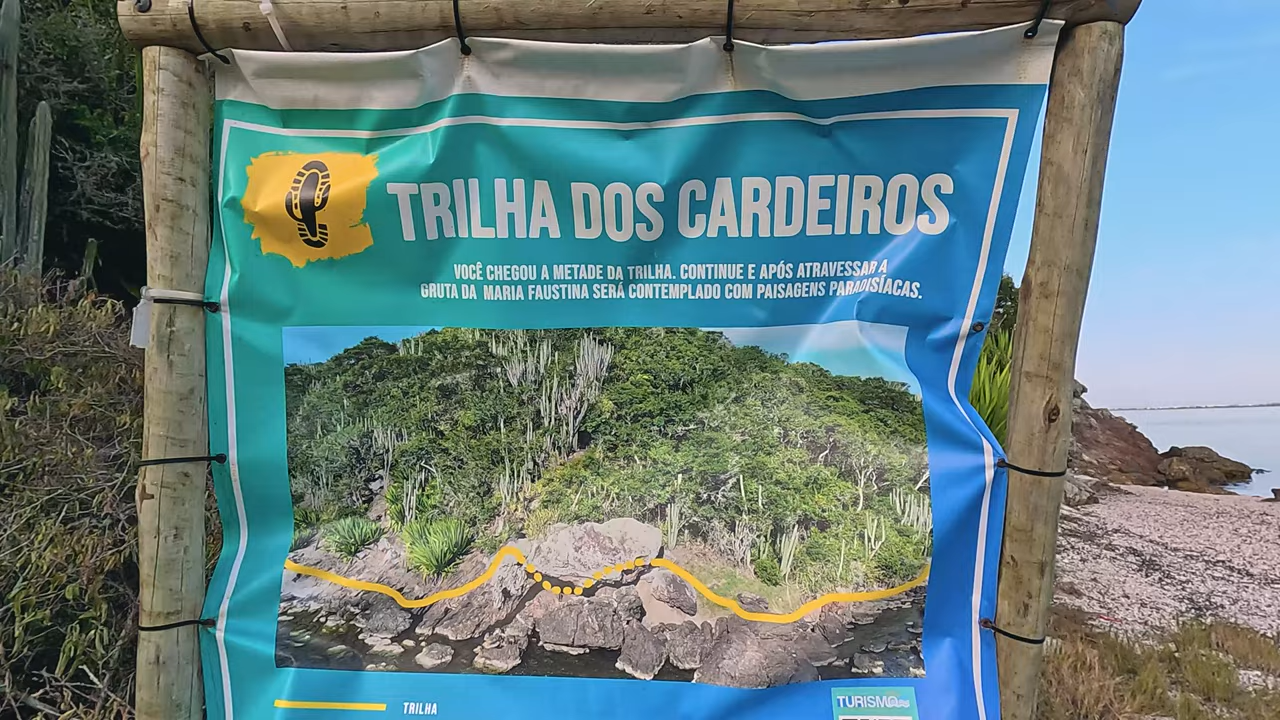 TRILHA DOS CARDEIROS
VOCÊ CHEGOU A METADE DA TRILHA. CONTINUE E APÓS ATRAVESSAR A
GRUTA DA MARIA FAUSTINA SERÁ CONTEMPLADO COM PAISAGENS PARADISÍACAS.
TRILHA
TURISMO